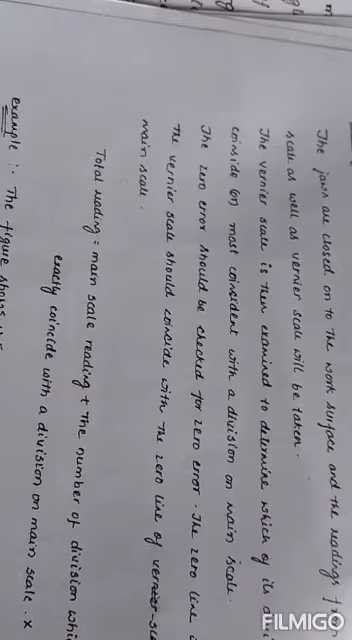 The jaws are closed on to the work surface and the readings
scale as well as vernier scale will be taken.
The vernier scale is then examined to determine which of its
coinside (or) most coincident with a division on main scale.
The zero error should be checked for zero error. The zero line
The vernier scale should coincide with the zero line of vernier-
main scale.
Total reading = main scale reading + The number of division
exactly coincide with a division on main scale. x
example :- The figure shows
FILMIGO